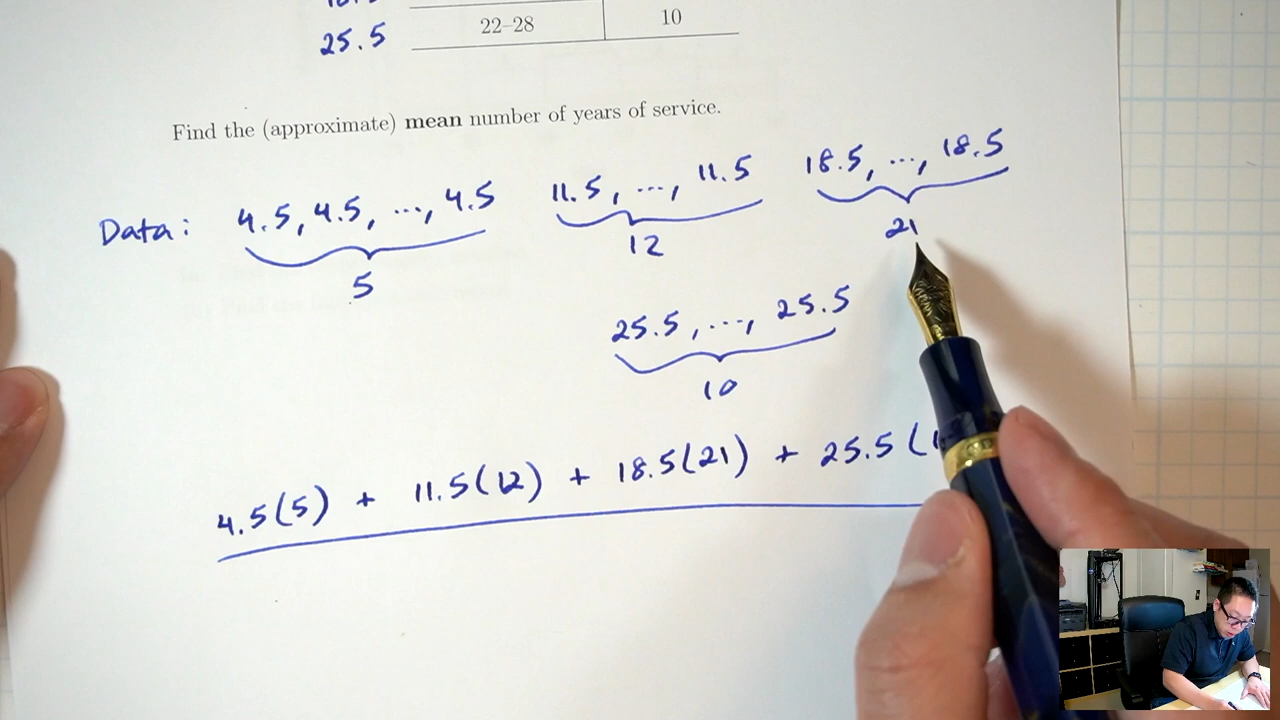 25.5 22–28 10
Find the (approximate) mean number of years of service.
Data: 4.5, 4.5, ..., 4.5 11.5, ..., 11.5 18.5, ..., 18.5
5 12 21
25.5, ..., 25.5
10
4.5(5) + 11.5(12) + 18.5(21) + 25.5(1